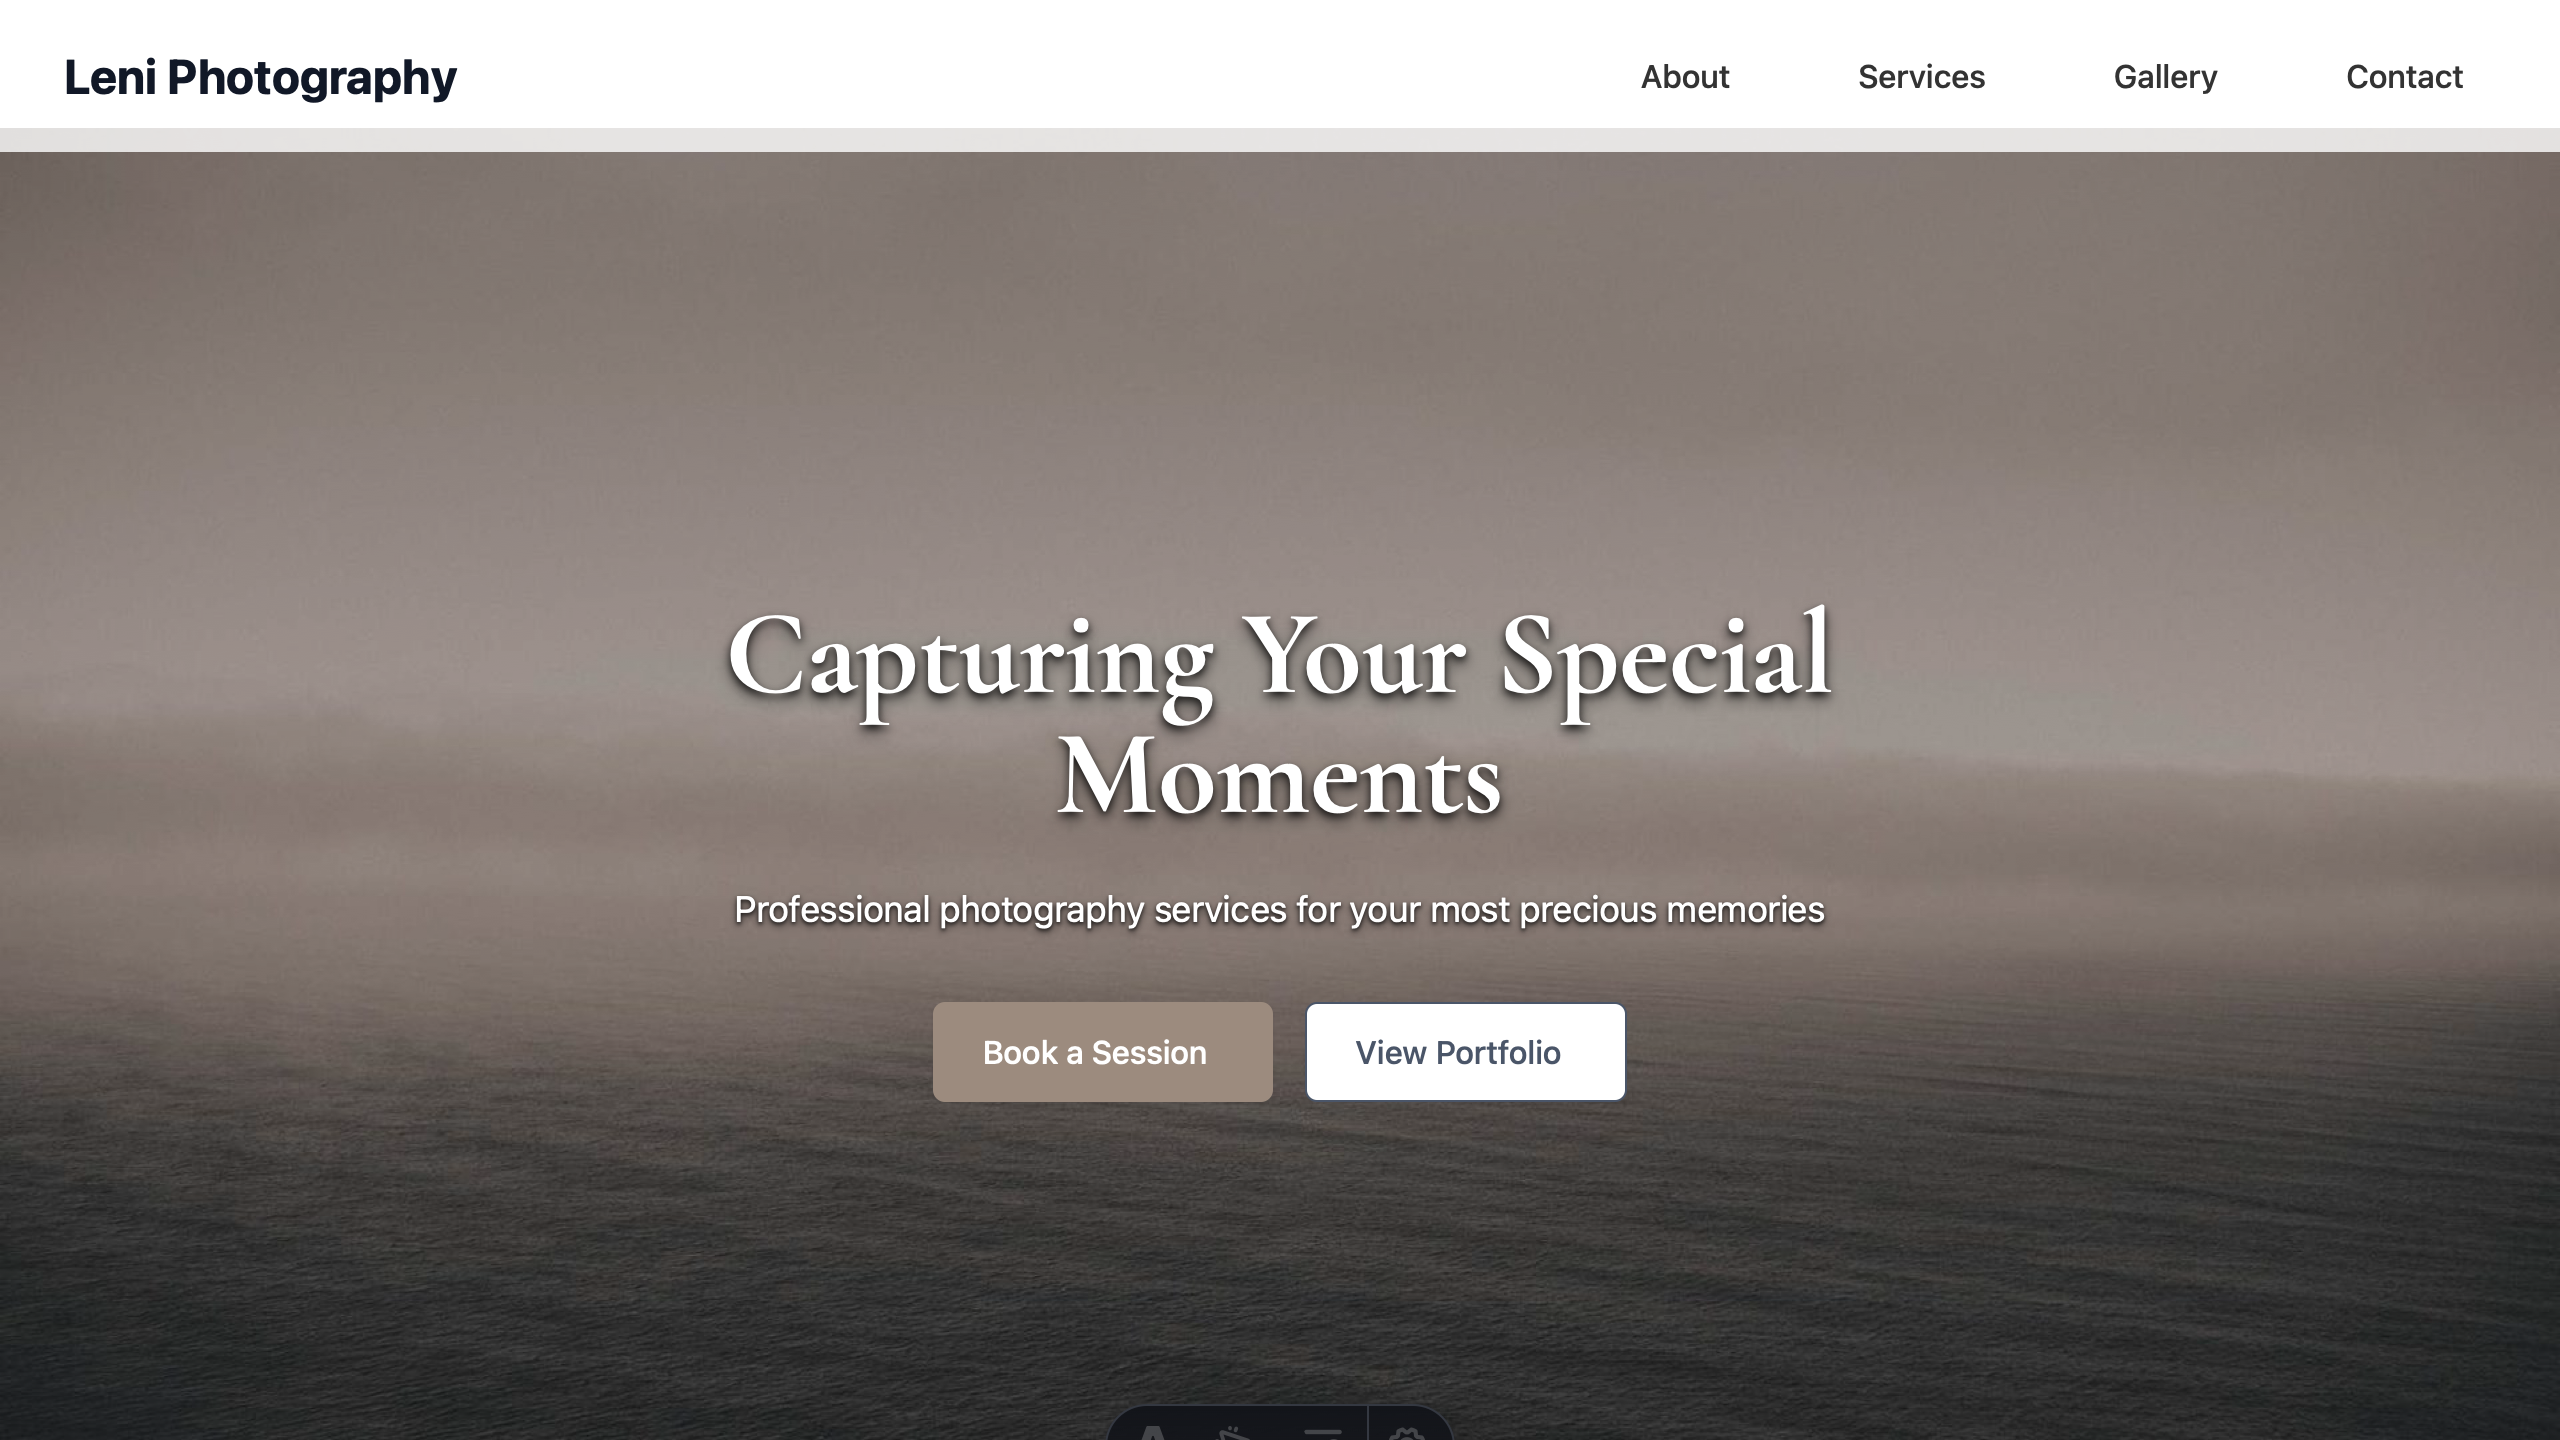 Leni Photography
About
Services
Gallery
Contact
Capturing Your Special
Moments
Professional photography services for your most precious memories
Book a Session
View Portfolio